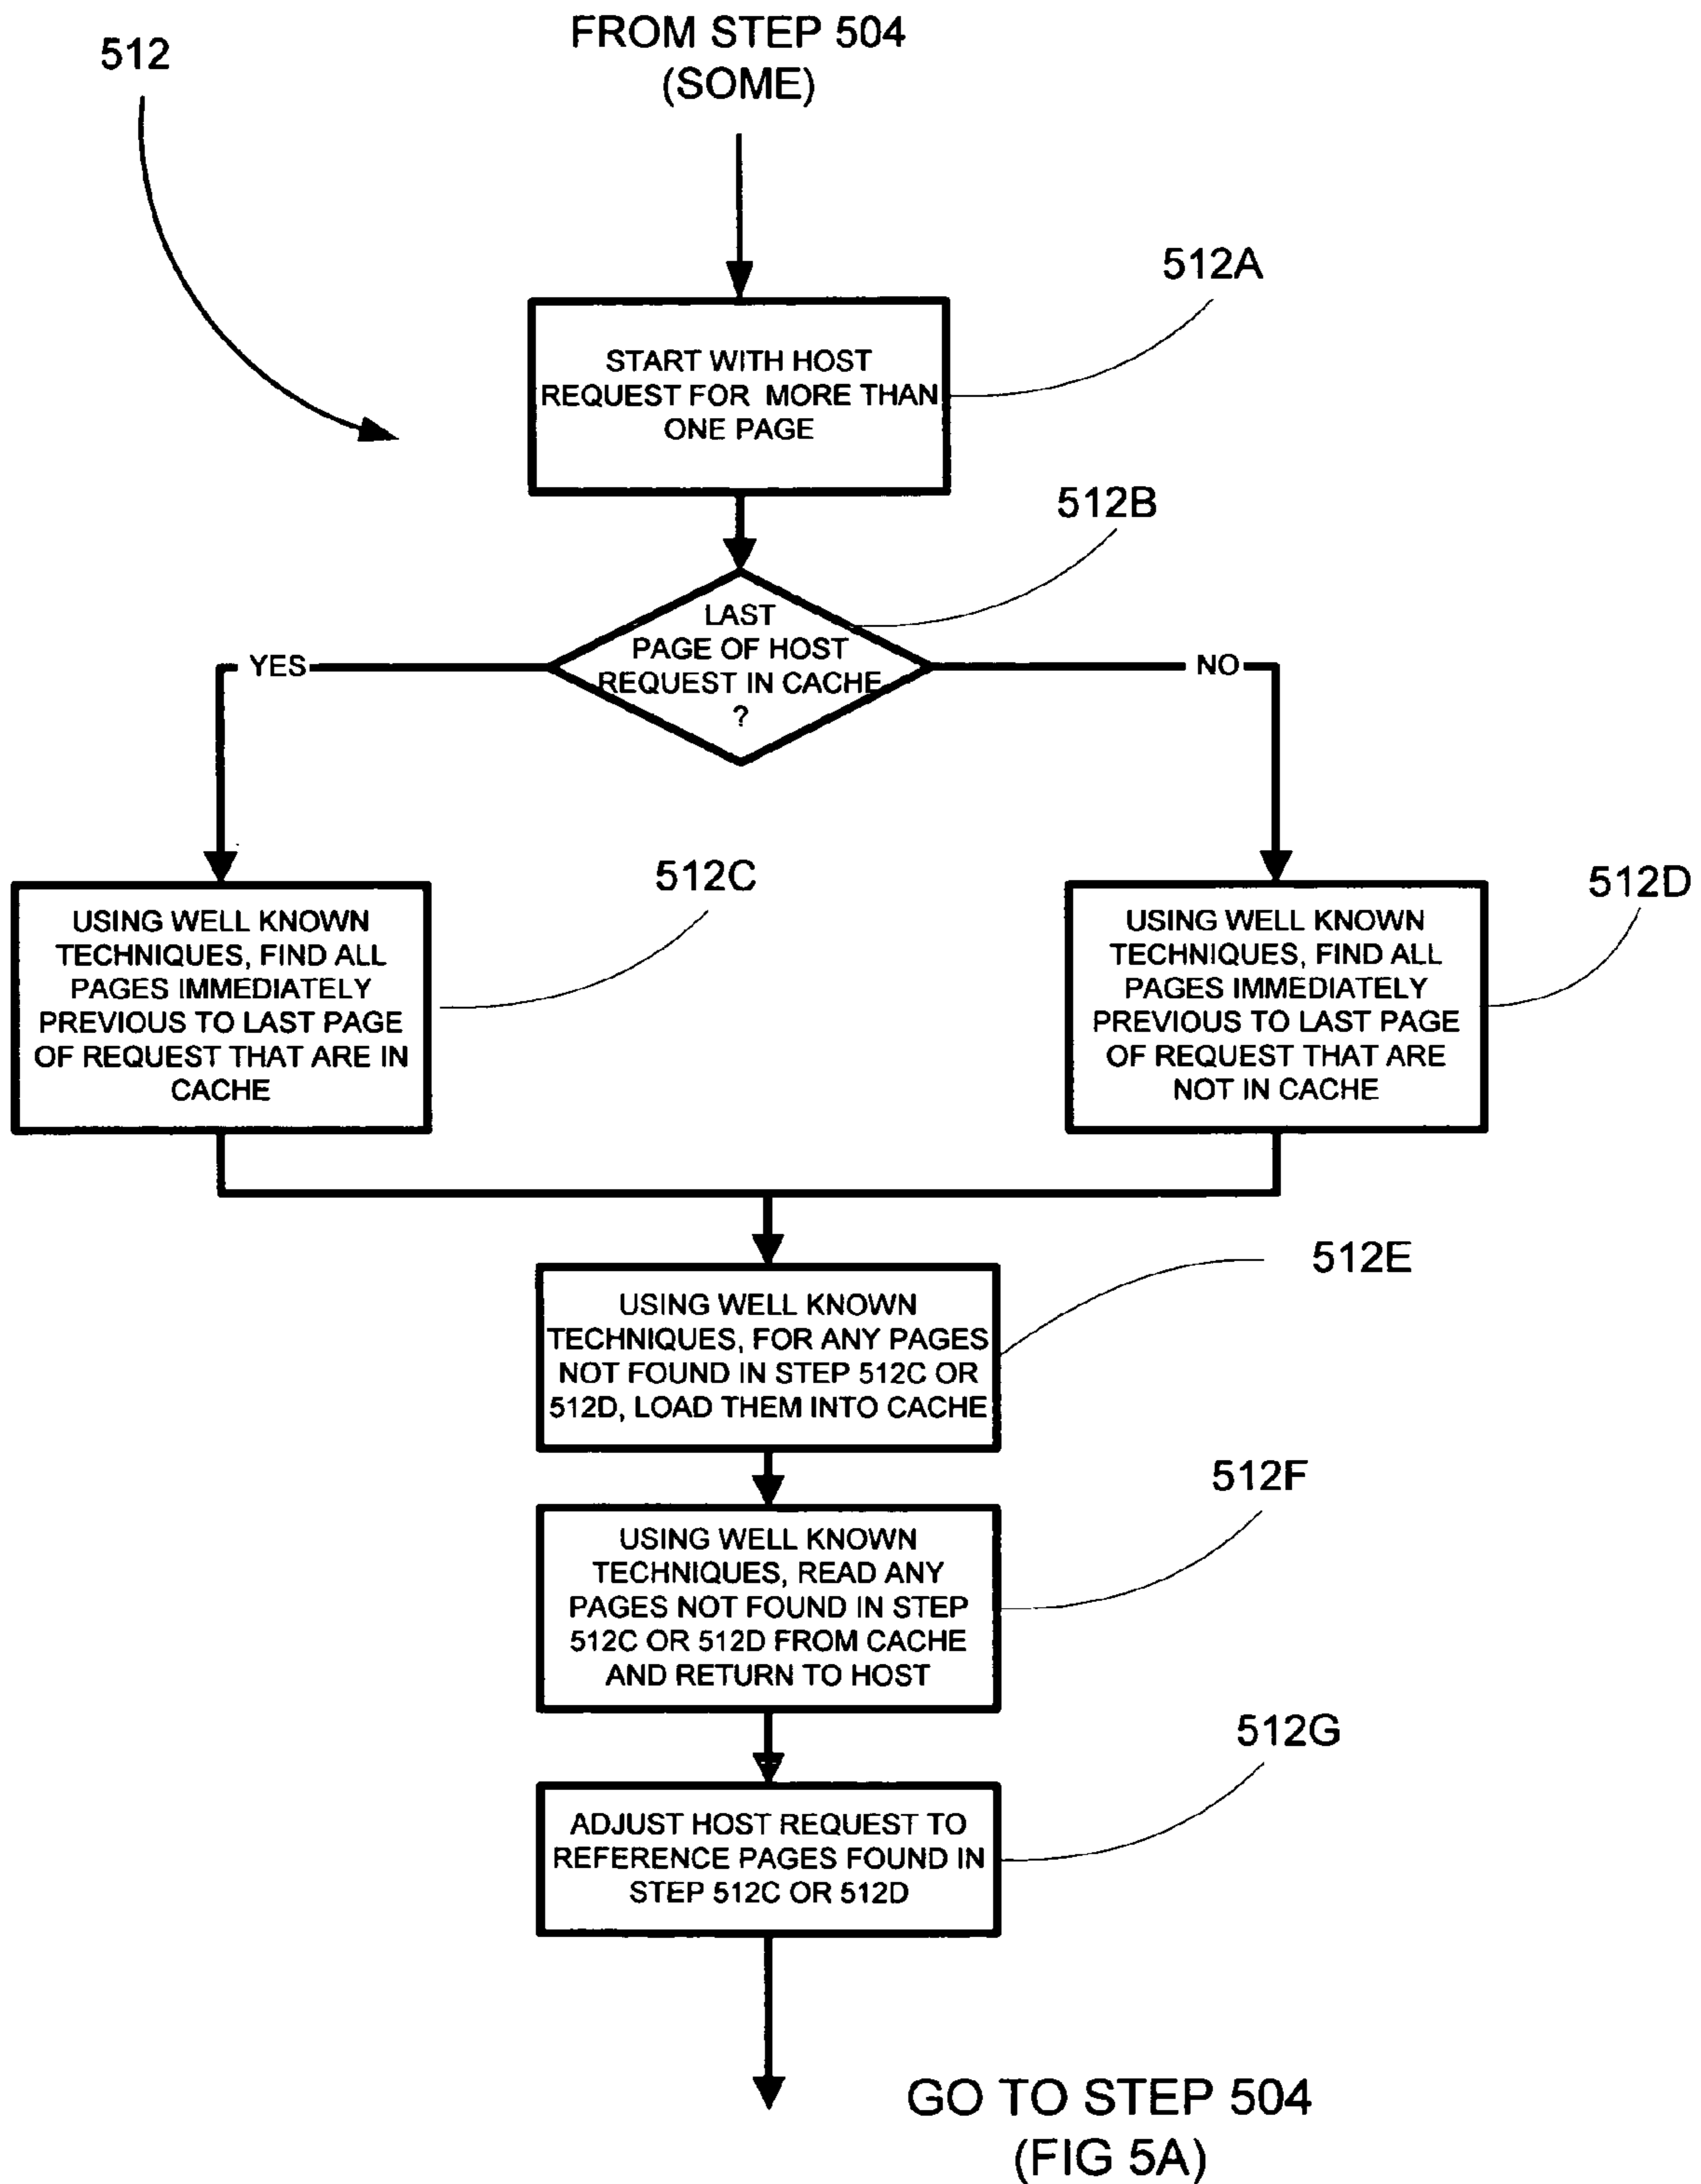 512
FROM STEP 504
(SOME)
512A
START WITH HOST
REQUEST FOR MORE THAN
ONE PAGE
512B
LAST
PAGE OF HOST
REQUEST IN CACHE
?
YES
NO
512C
512D
USING WELL KNOWN
TECHNIQUES, FIND ALL
PAGES IMMEDIATELY
PREVIOUS TO LAST PAGE
OF REQUEST THAT ARE IN
CACHE
USING WELL KNOWN
TECHNIQUES, FIND ALL
PAGES IMMEDIATELY
PREVIOUS TO LAST PAGE
OF REQUEST THAT ARE
NOT IN CACHE
512E
USING WELL KNOWN
TECHNIQUES, FOR ANY PAGES
NOT FOUND IN STEP 512C OR
512D, LOAD THEM INTO CACHE
512F
USING WELL KNOWN
TECHNIQUES, READ ANY
PAGES NOT FOUND IN STEP
512C OR 512D FROM CACHE
AND RETURN TO HOST
512G
ADJUST HOST REQUEST TO
REFERENCE PAGES FOUND IN
STEP 512C OR 512D
GO TO STEP 504
(FIG 5A)